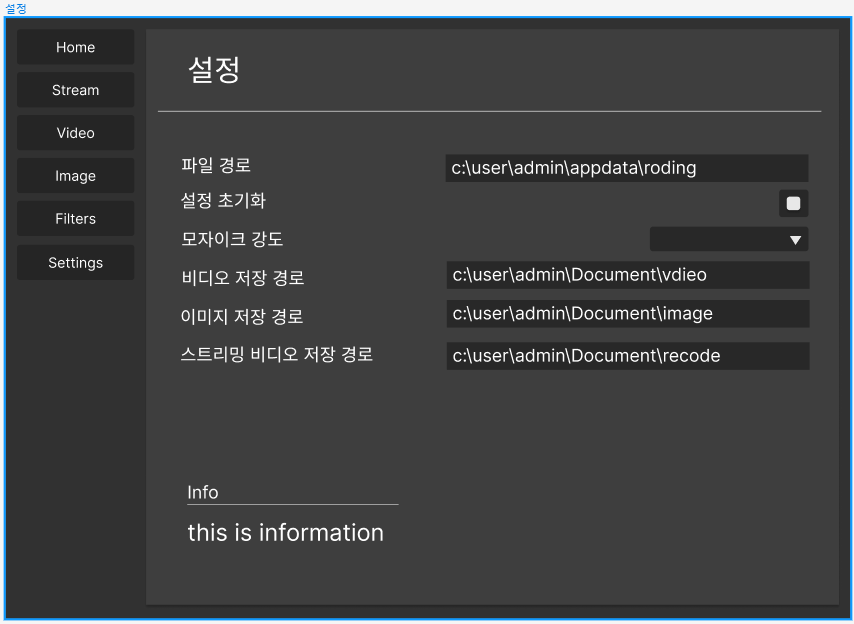 설정
Home
Stream
Video
Image
Filters
Settings
설정
파일 경로 c:\user\admin\appdata\roding
설정 초기화
모자이크 강도
비디오 저장 경로 c:\user\admin\Document\vdieo
이미지 저장 경로 c:\user\admin\Document\image
스트리밍 비디오 저장 경로 c:\user\admin\Document\recode
Info
this is information